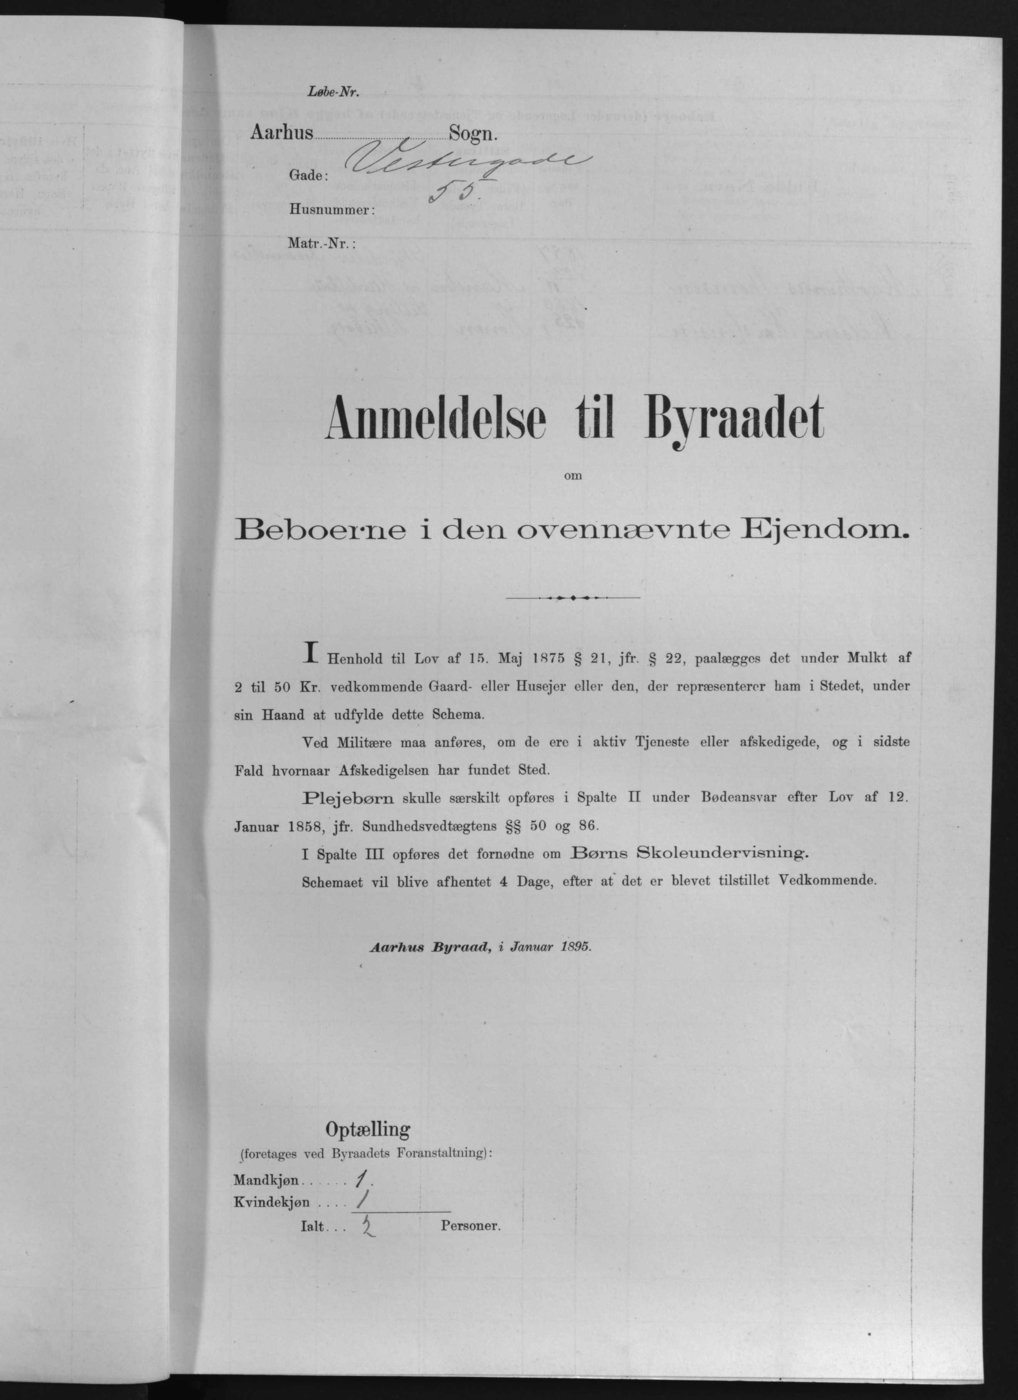 Løbe-Nr.
Aarhus Sogn.
Gade: Vestergade
Husnummer: 55.
Matr.-Nr.:
Anmeldelse til Byraadet
om
Beboerne i den ovennævnte Ejendom.
I Henhold til Lov af 15. Maj 1875 § 21, jfr. § 22, paalægges det under Mulkt af
2 til 50 Kr. vedkommende Gaard- eller Husejer eller den, der repræsenterer ham i Stedet, under
sin Haand at udfylde dette Schema.
Ved Militære maa anføres, om de ere i aktiv Tjeneste eller afskedigede, og i sidste
Fald hvornaar Afskedigelsen har fundet Sted.
Plejebørn skulle særskilt opføres i Spalte II under Bødeansvar efter Lov af 12.
Januar 1858, jfr. Sundhedsvedtægtens §§ 50 og 86.
I Spalte III opføres det fornødne om Børns Skoleundervisning.
Schemaet vil blive afhentet 4 Dage, efter at det er blevet tilstillet Vedkommende.
Aarhus Byraad, i Januar 1895.
Optælling
(foretages ved Byraadets Foranstaltning):
Mandkjøn...... 1.
Kvindekjøn .... 1
Ialt... 2 Personer.